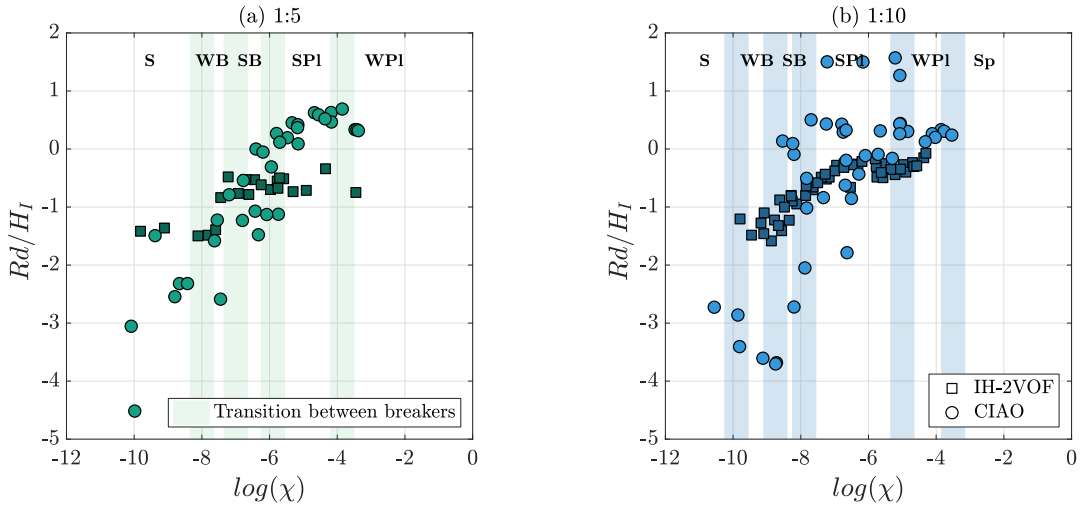 (a) 1:5
2
1
0
-1
-2
-3
-4
-5
Rd/H_I
S WB SB SPl WPl
Transition between breakers
-12 -10 -8 -6 -4 -2 0
log(χ)
(b) 1:10
2
1
0
-1
-2
-3
-4
-5
Rd/H_I
S WB SB SPl WPl Sp
IH-2VOF
CIAO
-12 -10 -8 -6 -4 -2 0
log(χ)